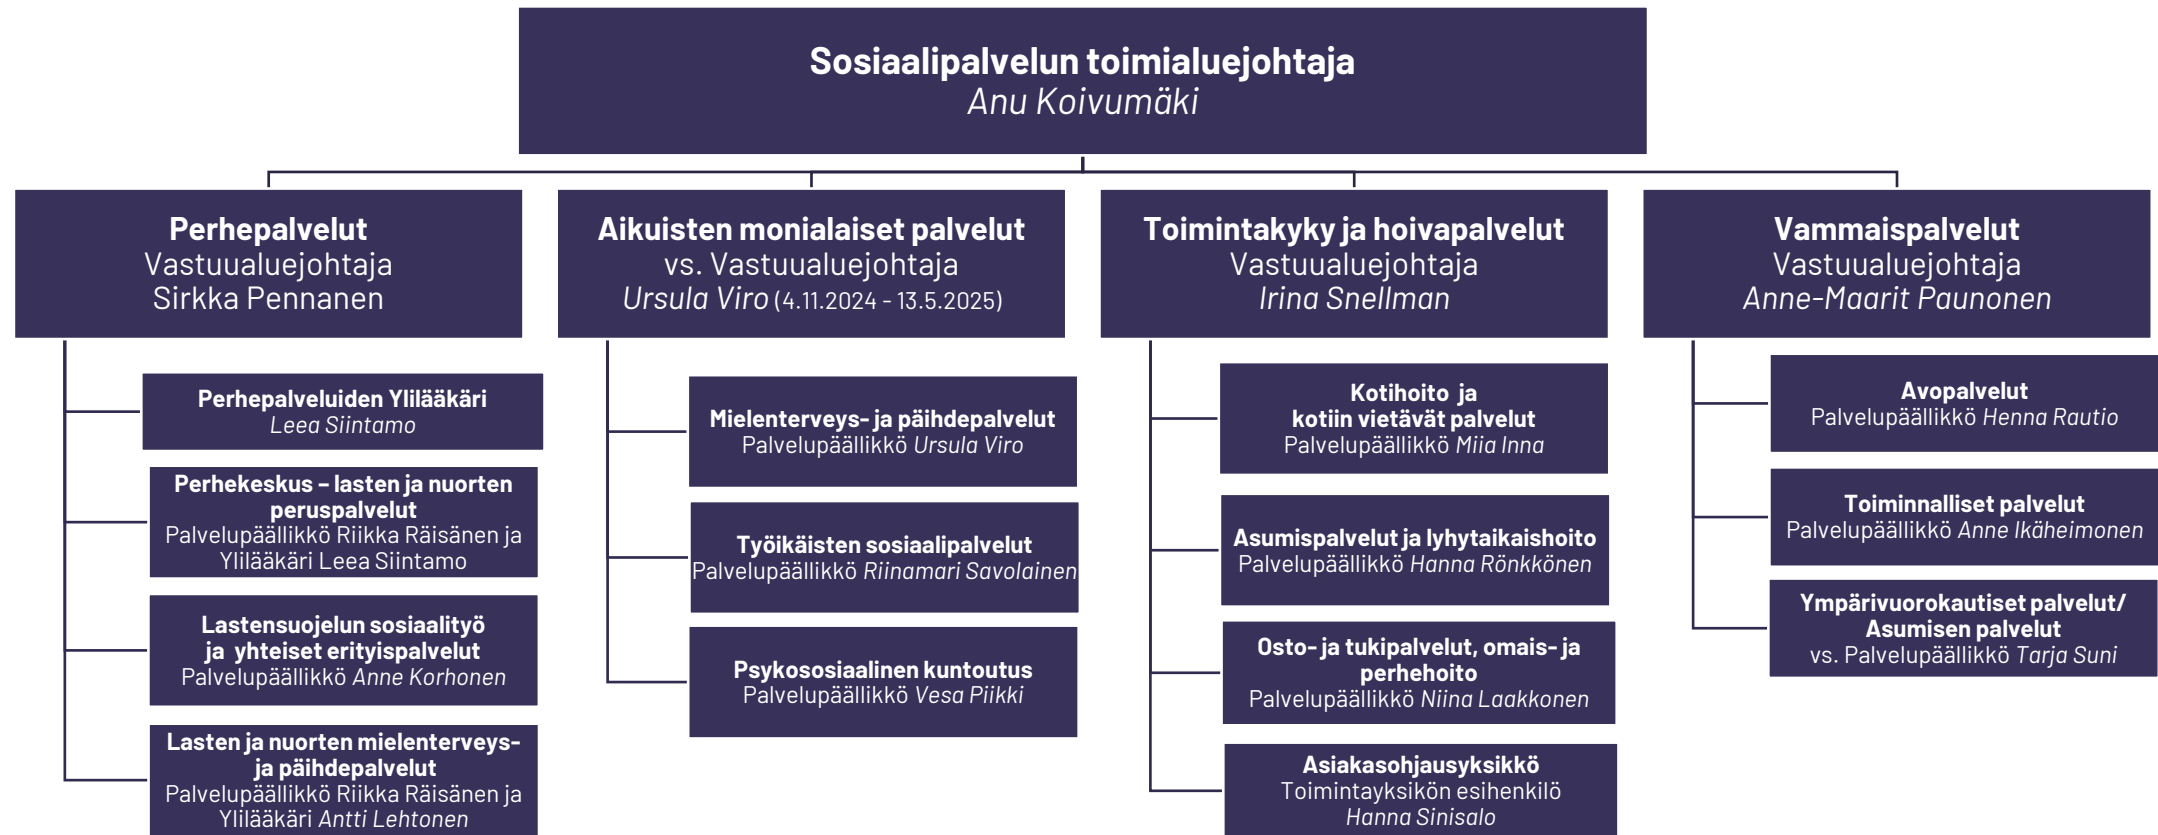 Sosiaalipalvelun toimialuejohtaja
Anu Koivumäki
Perhepalvelut
Vastuualuejohtaja
Sirkka Pennanen
Perhepalveluiden Ylilääkäri
Leea Siintamo
Perhekeskus – lasten ja nuorten
peruspalvelut
Palvelupäällikkö Riikka Räisänen ja
Ylilääkäri Leea Siintamo
Lastensuojelun sosiaalityö
ja yhteiset erityispalvelut
Palvelupäällikkö Anne Korhonen
Lasten ja nuorten mielenterveys-
ja päihdepalvelut
Palvelupäällikkö Riikka Räisänen ja
Ylilääkäri Antti Lehtonen
Aikuisten monialaiset palvelut
vs. Vastuualuejohtaja
Ursula Viro (4.11.2024 - 13.5.2025)
Mielenterveys- ja päihdepalvelut
Palvelupäällikkö Ursula Viro
Työikäisten sosiaalipalvelut
Palvelupäällikkö Riinamari Savolainen
Psykososiaalinen kuntoutus
Palvelupäällikkö Vesa Piikki
Toimintakyky ja hoivapalvelut
Vastuualuejohtaja
Irina Snellman
Kotihoito ja
kotiin vietävät palvelut
Palvelupäällikkö Miia Inna
Asumispalvelut ja lyhytaikaishoito
Palvelupäällikkö Hanna Rönkkönen
Osto- ja tukipalvelut, omais- ja
perhehoito
Palvelupäällikkö Niina Laakkonen
Asiakasohjausyksikkö
Toimintayksikön esihenkilö
Hanna Sinisalo
Vammaispalvelut
Vastuualuejohtaja
Anne-Maarit Paunonen
Avopalvelut
Palvelupäällikkö Henna Rautio
Toiminnalliset palvelut
Palvelupäällikkö Anne Ikäheimonen
Ympärivuorokautiset palvelut/
Asumisen palvelut
vs. Palvelupäällikkö Tarja Suni